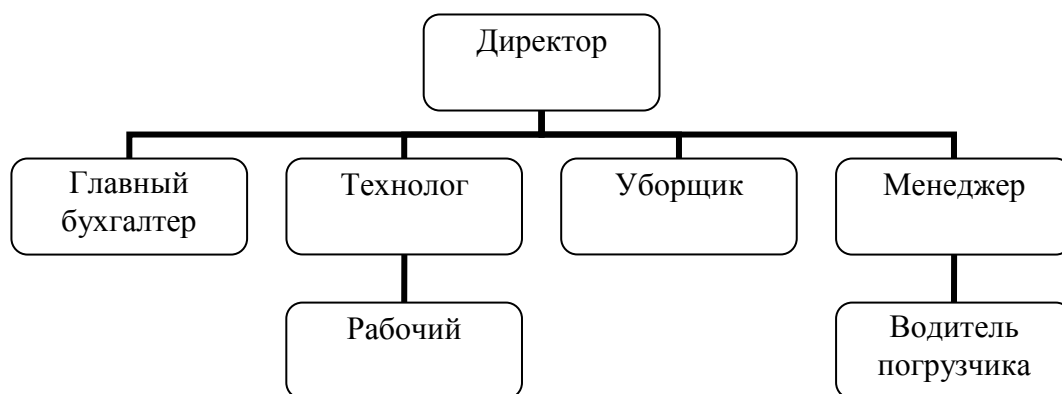 Директор
Главный
бухгалтер
Технолог
Уборщик
Менеджер
Рабочий
Водитель
погрузчика